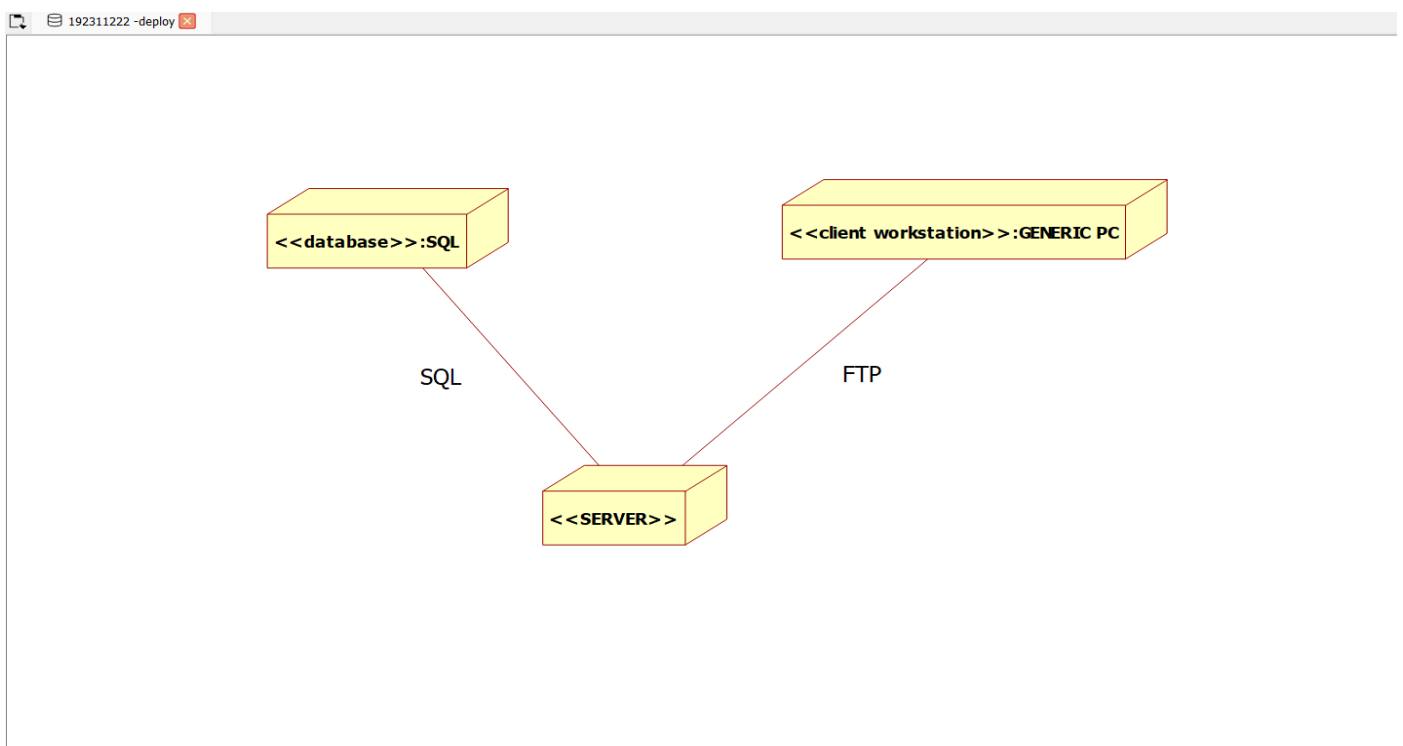 192311222 -deploy
<<database>>:SQL
<<client workstation>>:GENERIC PC
SQL
FTP
<<SERVER>>